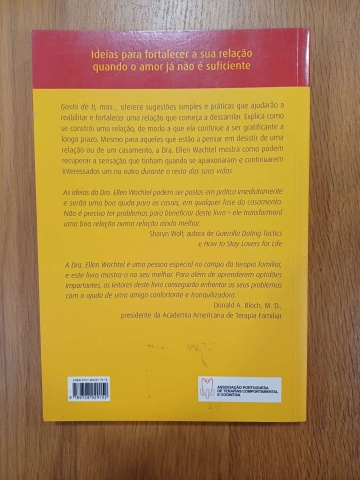 Ideias para fortalecer a sua relação
quando o amor já não é suficiente
Gosto de ti, mas... oferece sugestões simples e práticas que ajudarão a
reabilitar e fortalecer uma relação que começa a descarrilar. Explica como
se constrói uma relação, de modo a que ela continue a ser gratificante a
longo prazo. Mesmo para aqueles que estão a pensar em desistir de uma
relação ou de um casamento, a Dra. Ellen Wachtel mostra como podem
recuperar a sensação que tinham quando se apaixonaram e continuarem
interessados um no outro durante o resto das suas vidas.
As ideias da Dra. Ellen Wachtel podem ser postas em prática imediatamente
e serão uma boa ajuda para os casais, em qualquer fase do casamento.
Não é preciso ter problemas para beneficiar deste livro – ele transformará
uma boa relação numa relação ainda melhor.
Sharyn Wolf, autora de Guerrilla Dating Tactics
e How to Stay Lovers for Life
A Dra. Ellen Wachtel é uma pessoa especial no campo da terapia familiar,
e este livro mostra-a no seu melhor. Para além de aprenderem aptidões
importantes, os leitores deste livro conseguirão enfrentar os seus problemas
com a ajuda de uma amiga confortante e tranquilizadora.
Donald A. Bloch, M. D.,
presidente da Academia Americana de Terapia Familiar
ASSOCIAÇÃO PORTUGUESA
DE TERAPIAS COMPORTAMENTAL
E COGNITIVA